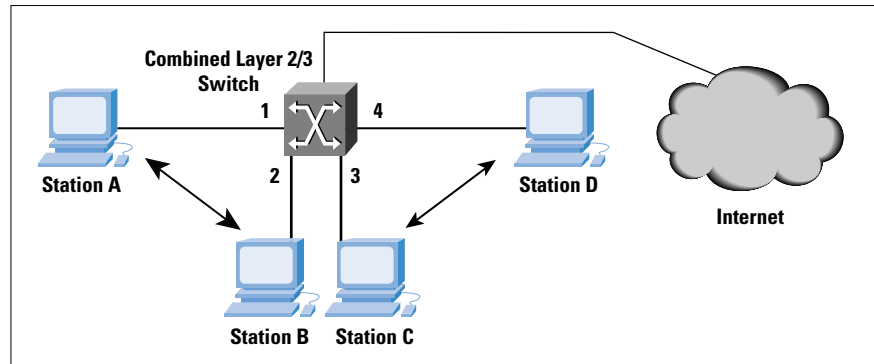 Combined Layer 2/3
Switch
1
4
2
3
Station A
Station D
Internet
Station B
Station C